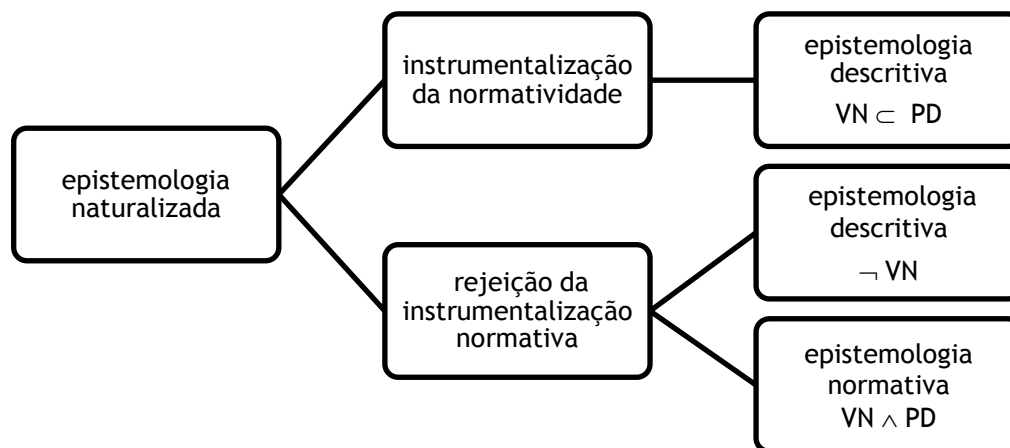 epistemologia
naturalizada
instrumentalização
da normatividade
epistemologia
descritiva
VN ⊂ PD
rejeição da
instrumentalização
normativa
epistemologia
descritiva
¬ VN
epistemologia
normativa
VN ∧ PD